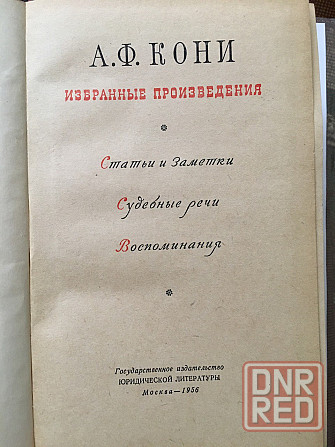 А.Ф. КОНИ
ИЗБРАННЫЕ ПРОИЗВЕДЕНИЯ
Статьи и Заметки
Судебные речи
Воспоминания
Государственное издательство
ЮРИДИЧЕСКОЙ ЛИТЕРАТУРЫ
Москва—1956
DNR
RED